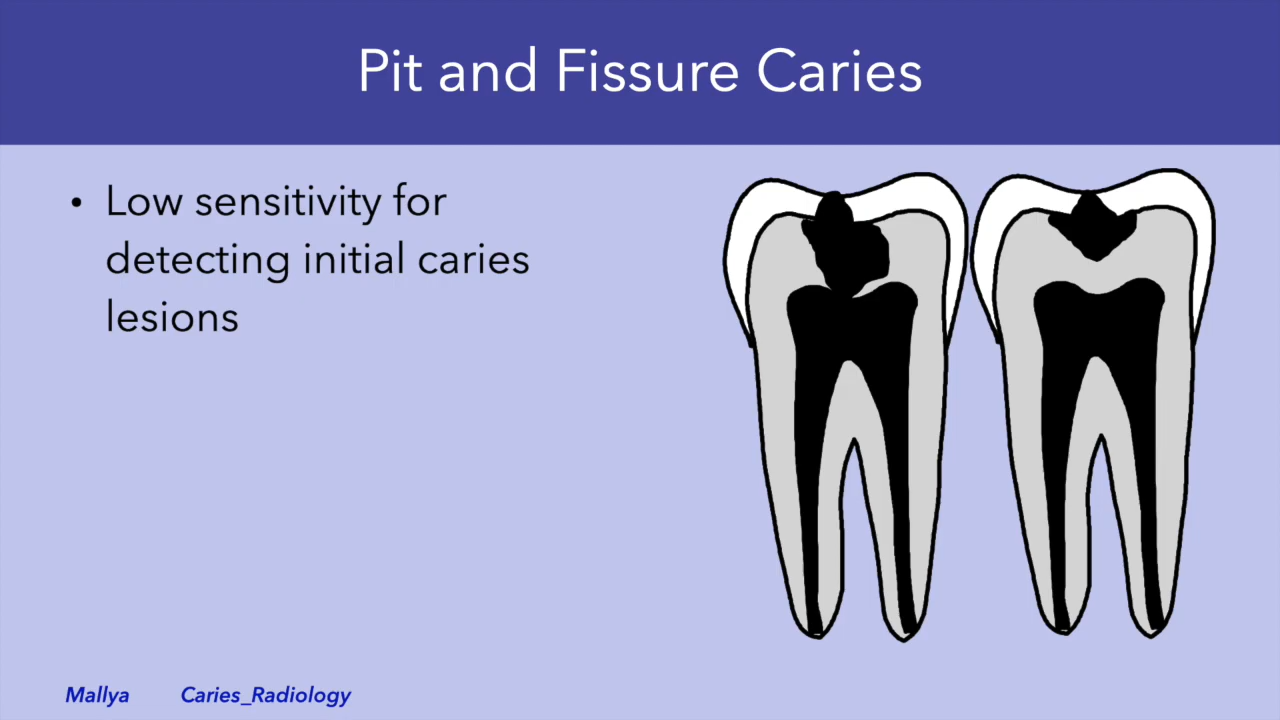 Pit and Fissure Caries
• Low sensitivity for
detecting initial caries
lesions
Mallya Caries_Radiology